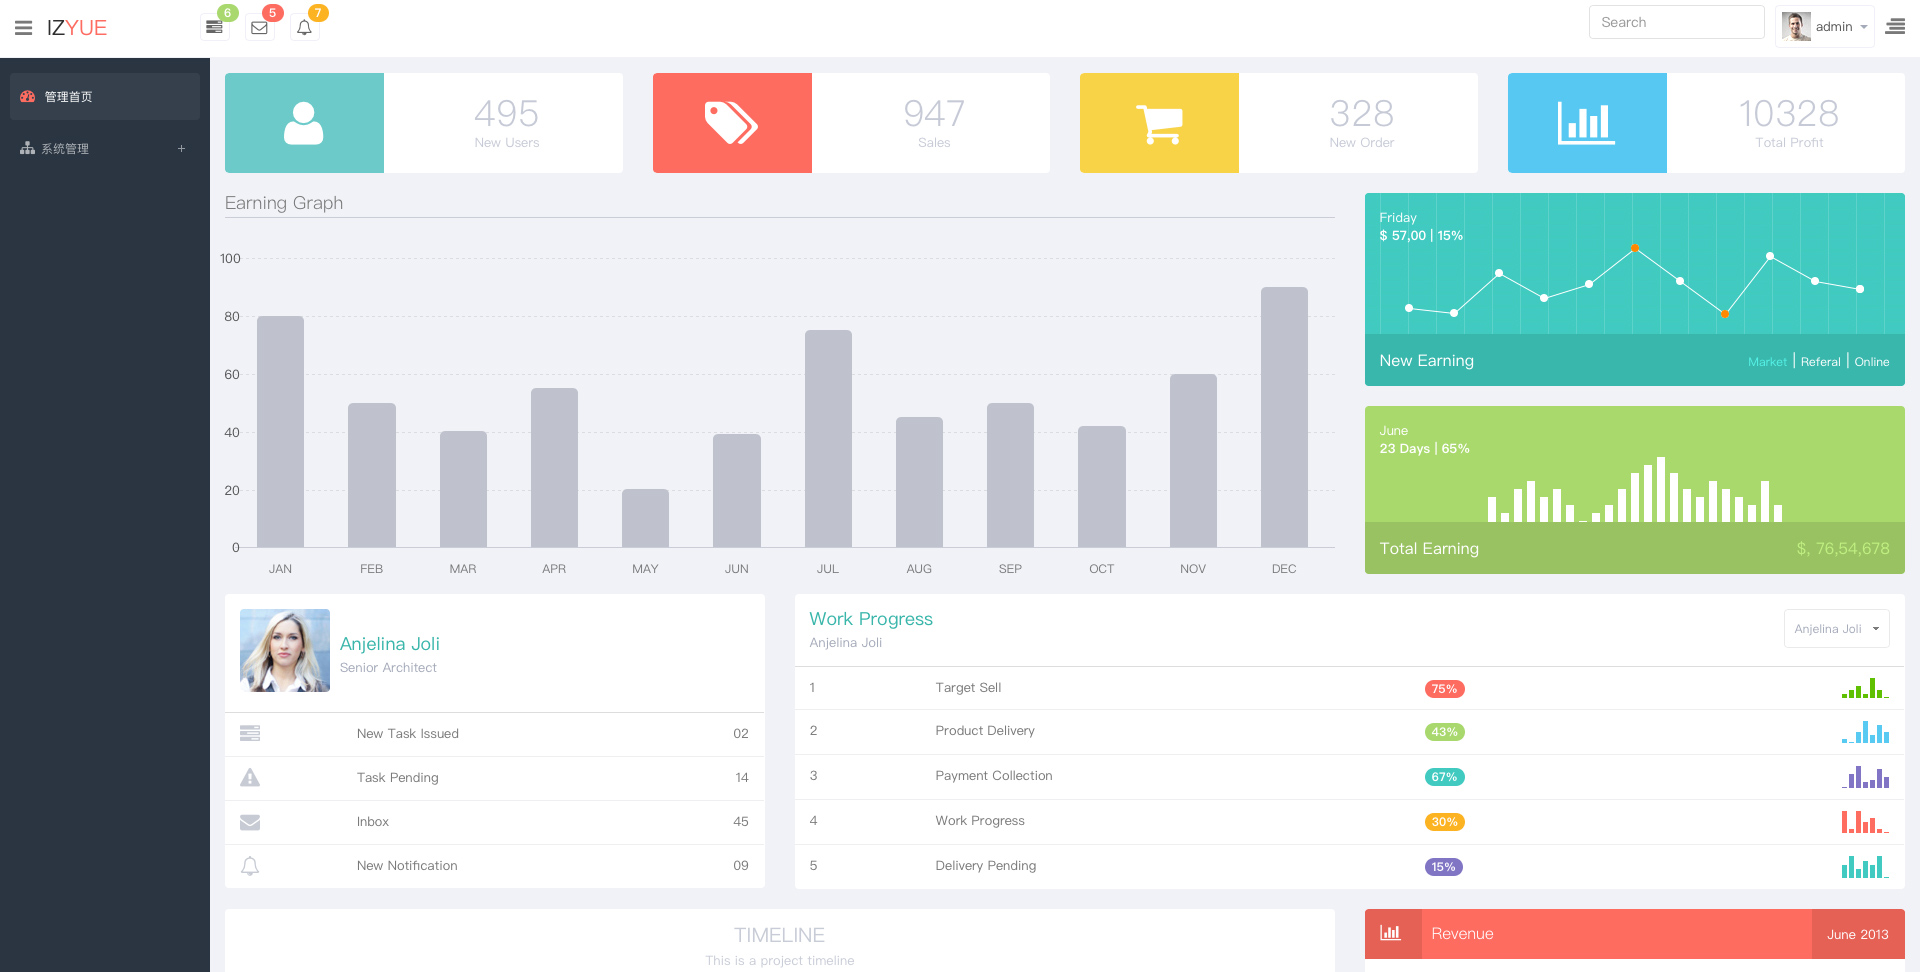 IZYUE
6
5
7
Search
admin
管理首页
系统管理
+
495
New Users
947
Sales
328
New Order
10328
Total Profit
Earning Graph
100
80
60
40
20
0
JAN FEB MAR APR MAY JUN JUL AUG SEP OCT NOV DEC
Friday
$ 57,00 | 15%
New Earning
Market | Referal | Online
June
23 Days | 65%
Total Earning
$, 76,54,678
Anjelina Joli
Senior Architect
New Task Issued 02
Task Pending 14
Inbox 45
New Notification 09
Work Progress
Anjelina Joli
Anjelina Joli
1 Target Sell 75%
2 Product Delivery 43%
3 Payment Collection 67%
4 Work Progress 30%
5 Delivery Pending 15%
TIMELINE
This is a project timeline
Revenue
June 2013